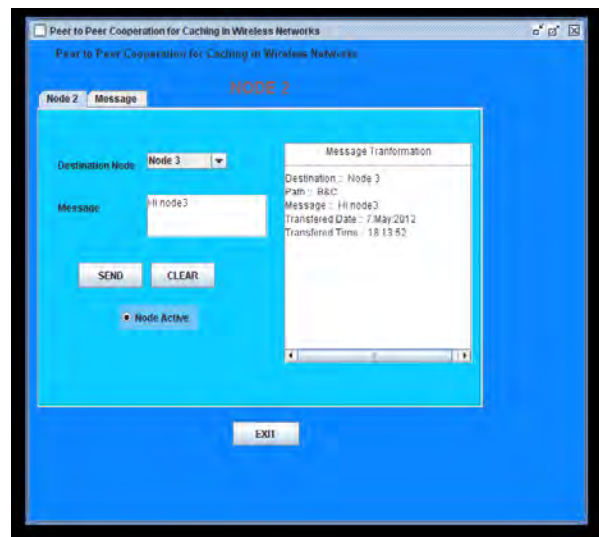 Peer to Peer Cooperation for Caching in Wireless Networks
Peer to Peer Cooperation for Caching in Wireless Networks
NODE 2
Node 2
Message
Destination Node
Node 3
Message
Hi node3
SEND
CLEAR
Node Active
Message Tranformation
Destination :: Node 3
Path :: B&C
Message :: Hi node3
Transfered Date :: 7.May.2012
Transfered Time :: 18:13:52
EXIT